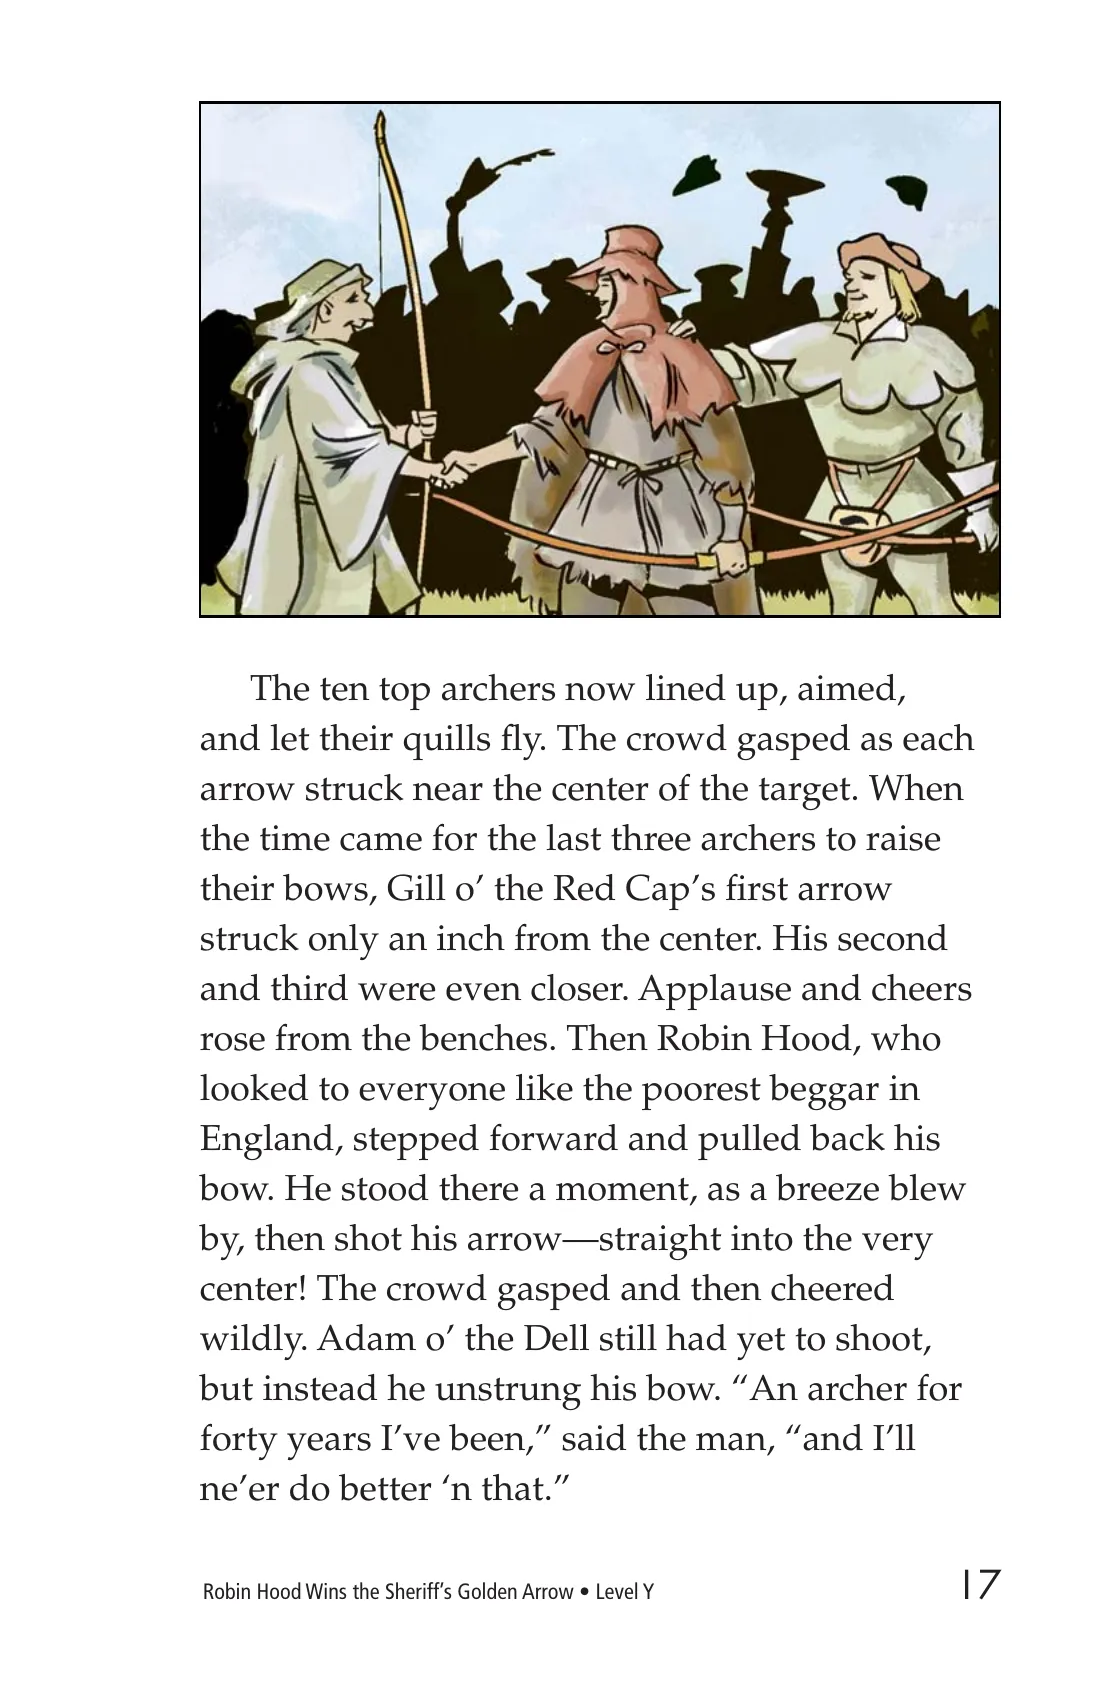 The ten top archers now lined up, aimed,
and let their quills fly. The crowd gasped as each
arrow struck near the center of the target. When
the time came for the last three archers to raise
their bows, Gill o’ the Red Cap’s first arrow
struck only an inch from the center. His second
and third were even closer. Applause and cheers
rose from the benches. Then Robin Hood, who
looked to everyone like the poorest beggar in
England, stepped forward and pulled back his
bow. He stood there a moment, as a breeze blew
by, then shot his arrow—straight into the very
center! The crowd gasped and then cheered
wildly. Adam o’ the Dell still had yet to shoot,
but instead he unstrung his bow. “An archer for
forty years I’ve been,” said the man, “and I’ll
ne’er do better ‘n that.”
Robin Hood Wins the Sheriff’s Golden Arrow • Level Y 17